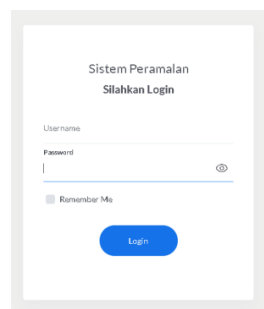 Sistem Peramalan
Silahkan Login
Username
Password
Remember Me
Login